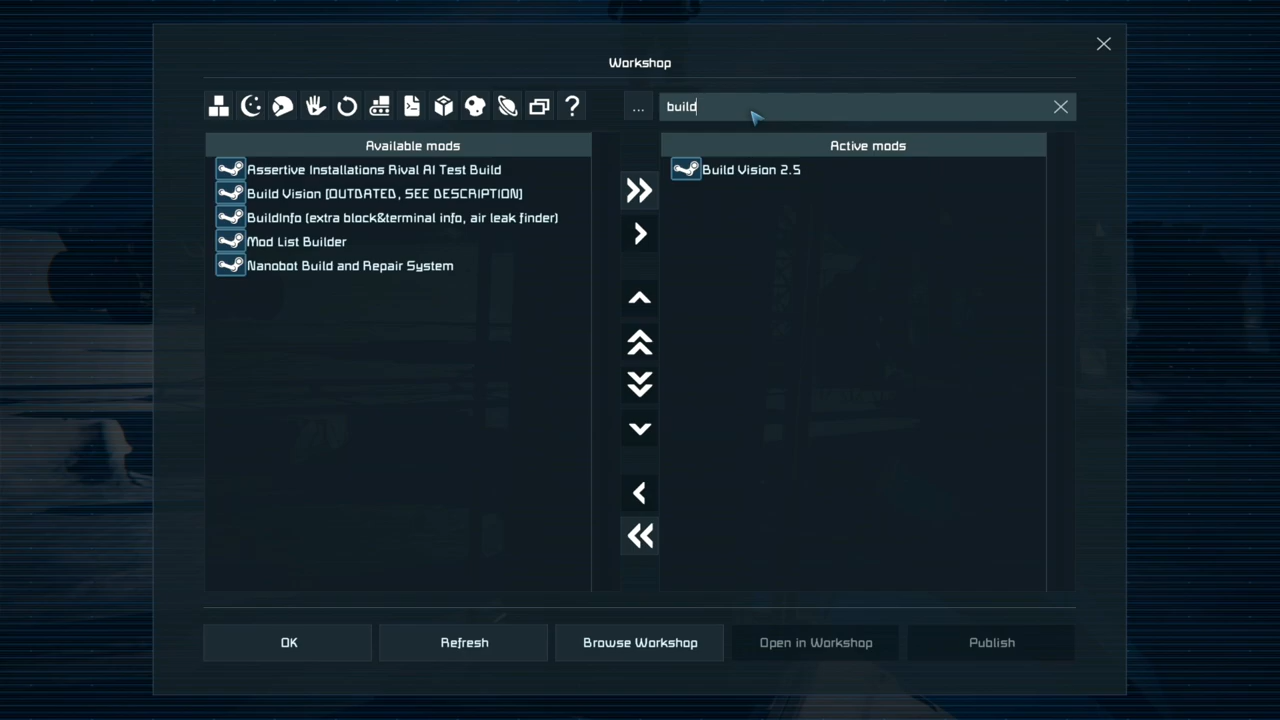 Workshop
...
build
?
Available mods
Assertive Installations Rival AI Test Build
Build Vision [OUTDATED, SEE DESCRIPTION]
BuildInfo (extra block&terminal info, air leak finder)
Mod List Builder
Nanobot Build and Repair System
Active mods
Build Vision 2.5
OK
Refresh
Browse Workshop
Open in Workshop
Publish